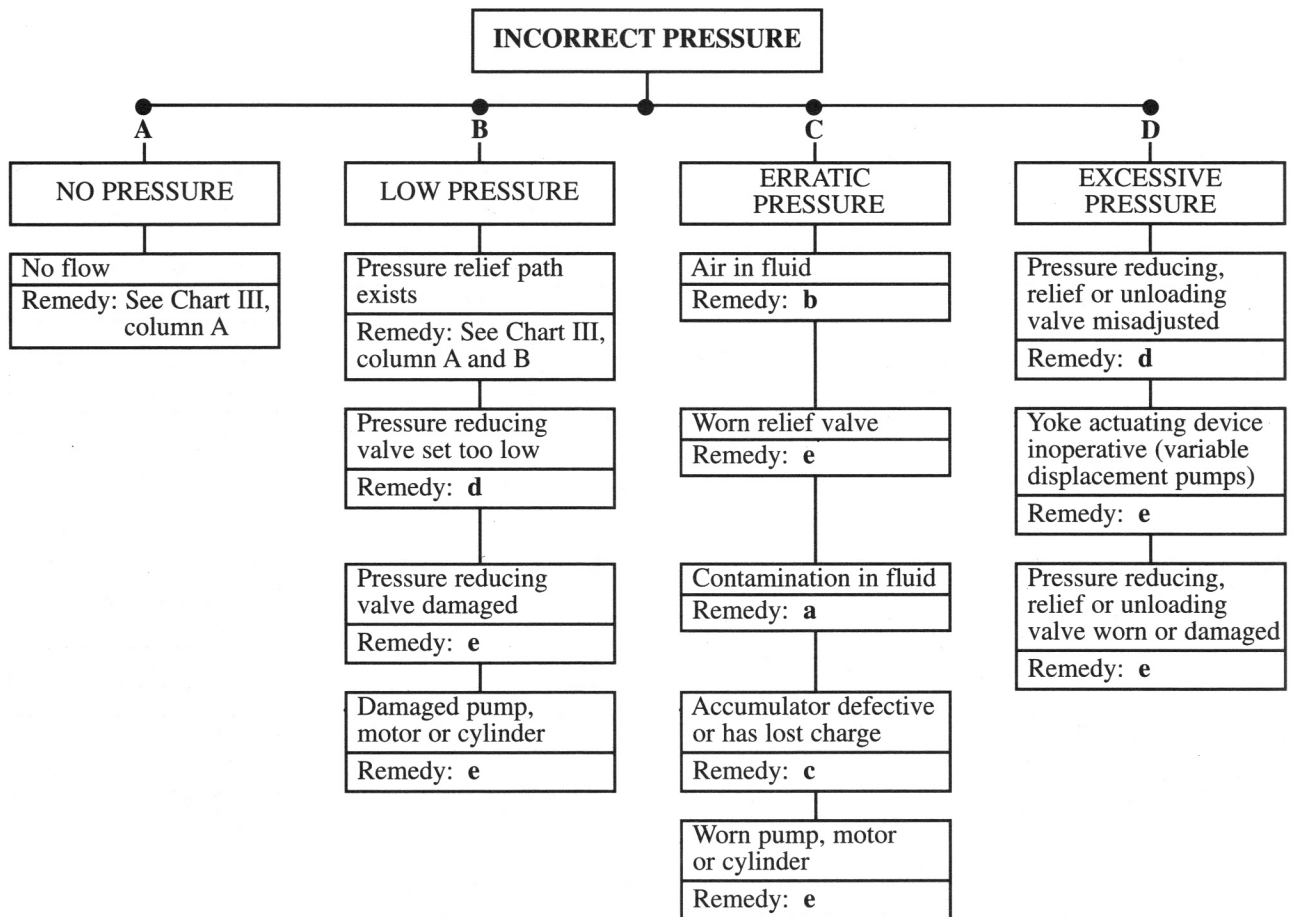 INCORRECT PRESSURE
A
B
C
D
NO PRESSURE
No flow
Remedy: See Chart III,
column A
LOW PRESSURE
Pressure relief path
exists
Remedy: See Chart III,
column A and B
Pressure reducing
valve set too low
Remedy: d
Pressure reducing
valve damaged
Remedy: e
Damaged pump,
motor or cylinder
Remedy: e
ERRATIC
PRESSURE
Air in fluid
Remedy: b
Worn relief valve
Remedy: e
Contamination in fluid
Remedy: a
Accumulator defective
or has lost charge
Remedy: c
Worn pump, motor
or cylinder
Remedy: e
EXCESSIVE
PRESSURE
Pressure reducing,
relief or unloading
valve misadjusted
Remedy: d
Yoke actuating device
inoperative (variable
displacement pumps)
Remedy: e
Pressure reducing,
relief or unloading
valve worn or damaged
Remedy: e